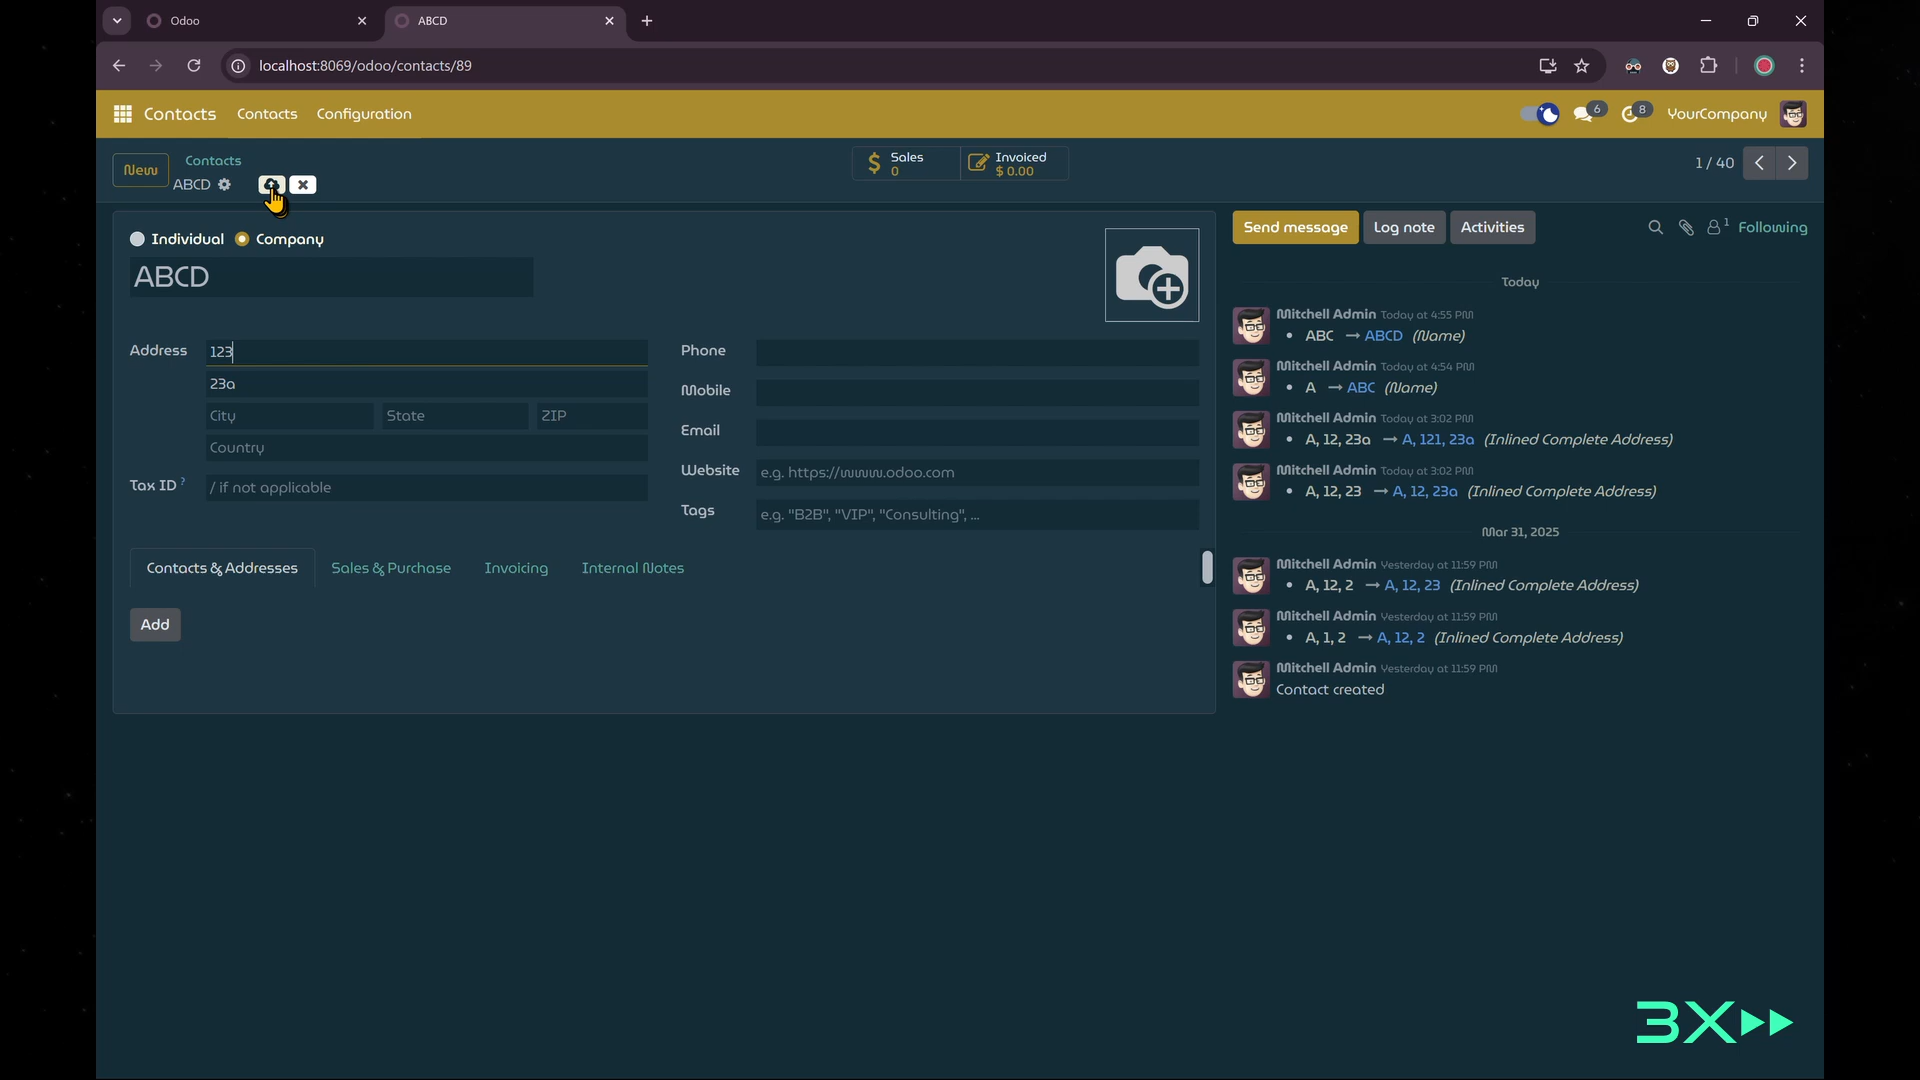 Odoo
ABCD
localhost:8069/odoo/contacts/89
Contacts
Contacts
Configuration
6
8
YourCompany
New
Contacts
ABCD
Sales
0
Invoiced
$ 0.00
1 / 40
Individual
Company
ABCD
Address
123
23a
City
State
ZIP
Country
Tax ID ?
/ if not applicable
Phone
Mobile
Email
Website
e.g. https://www.odoo.com
Tags
e.g. "B2B", "VIP", "Consulting", ...
Contacts & Addresses
Sales & Purchase
Invoicing
Internal Notes
Add
Send message
Log note
Activities
1
Following
Today
Mitchell Admin Today at 4:55 PM
• ABC → ABCD (Name)
Mitchell Admin Today at 4:54 PM
• A → ABC (Name)
Mitchell Admin Today at 3:02 PM
• A, 12, 23a → A, 121, 23a (Inlined Complete Address)
Mitchell Admin Today at 3:02 PM
• A, 12, 23 → A, 12, 23a (Inlined Complete Address)
Mar 31, 2025
Mitchell Admin Yesterday at 11:59 PM
• A, 12, 2 → A, 12, 23 (Inlined Complete Address)
Mitchell Admin Yesterday at 11:59 PM
• A, 1, 2 → A, 12, 2 (Inlined Complete Address)
Mitchell Admin Yesterday at 11:59 PM
Contact created
3X